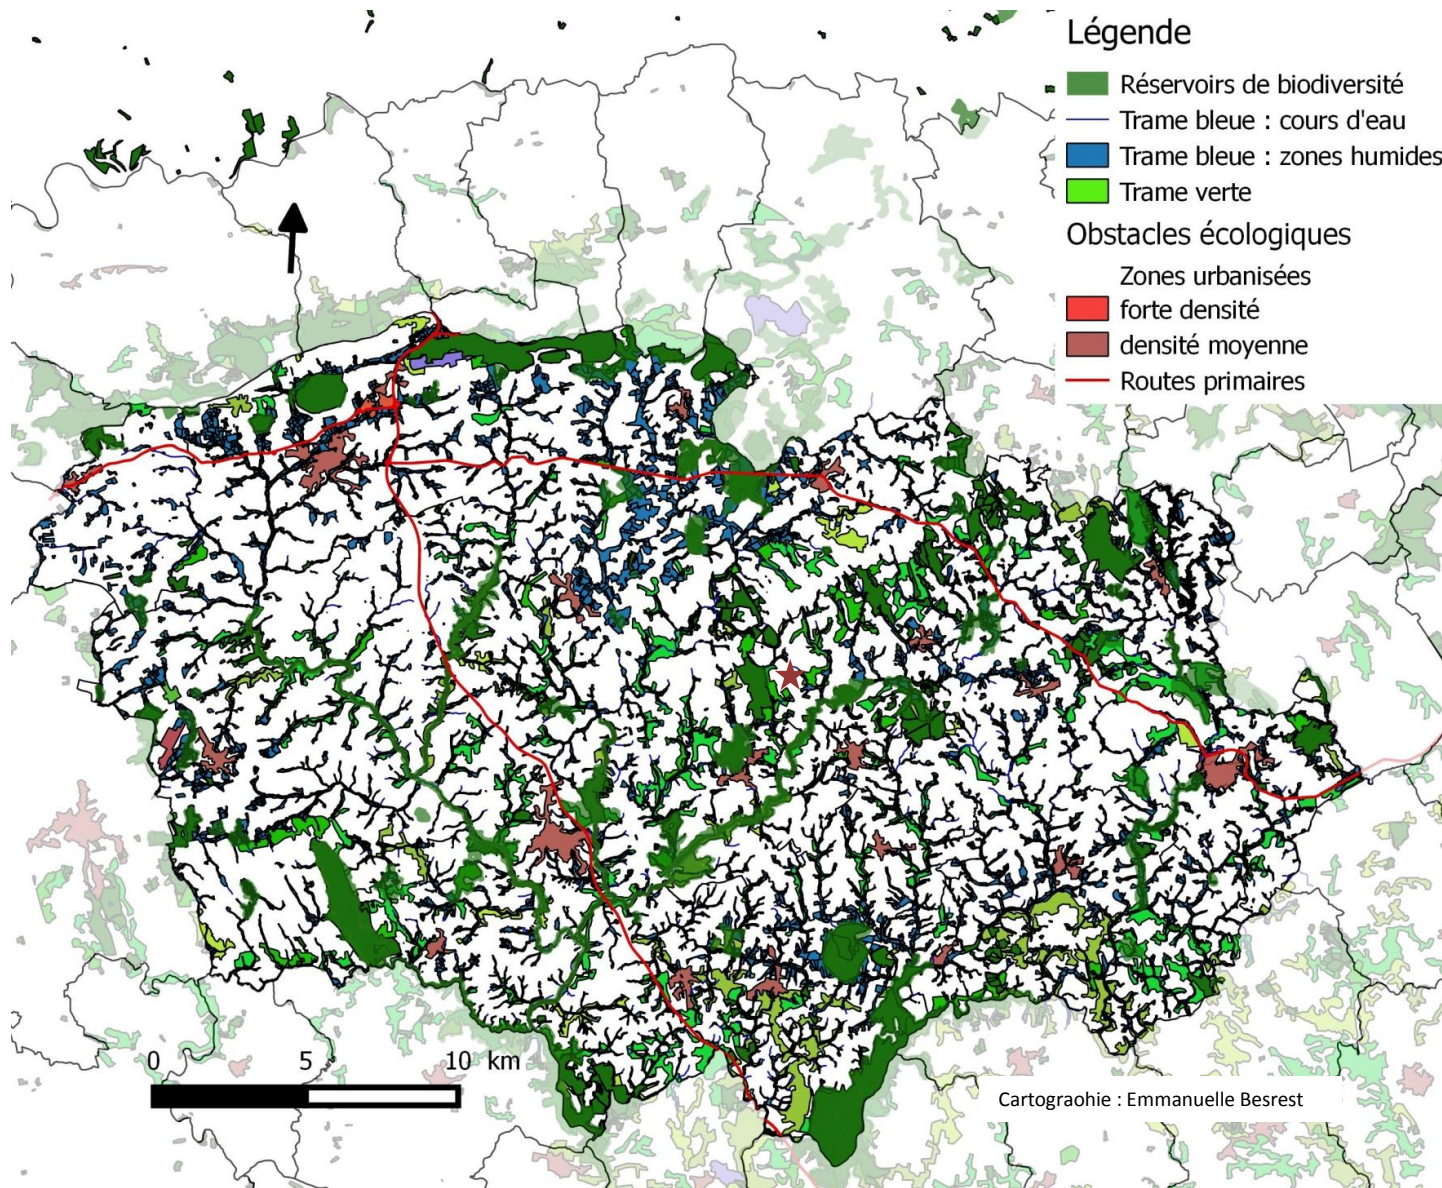 Légende
Réservoirs de biodiversité
Trame bleue : cours d'eau
Trame bleue : zones humides
Trame verte
Obstacles écologiques
Zones urbanisées
forte densité
densité moyenne
Routes primaires
0 5 10 km
Cartograohie : Emmanuelle Besrest